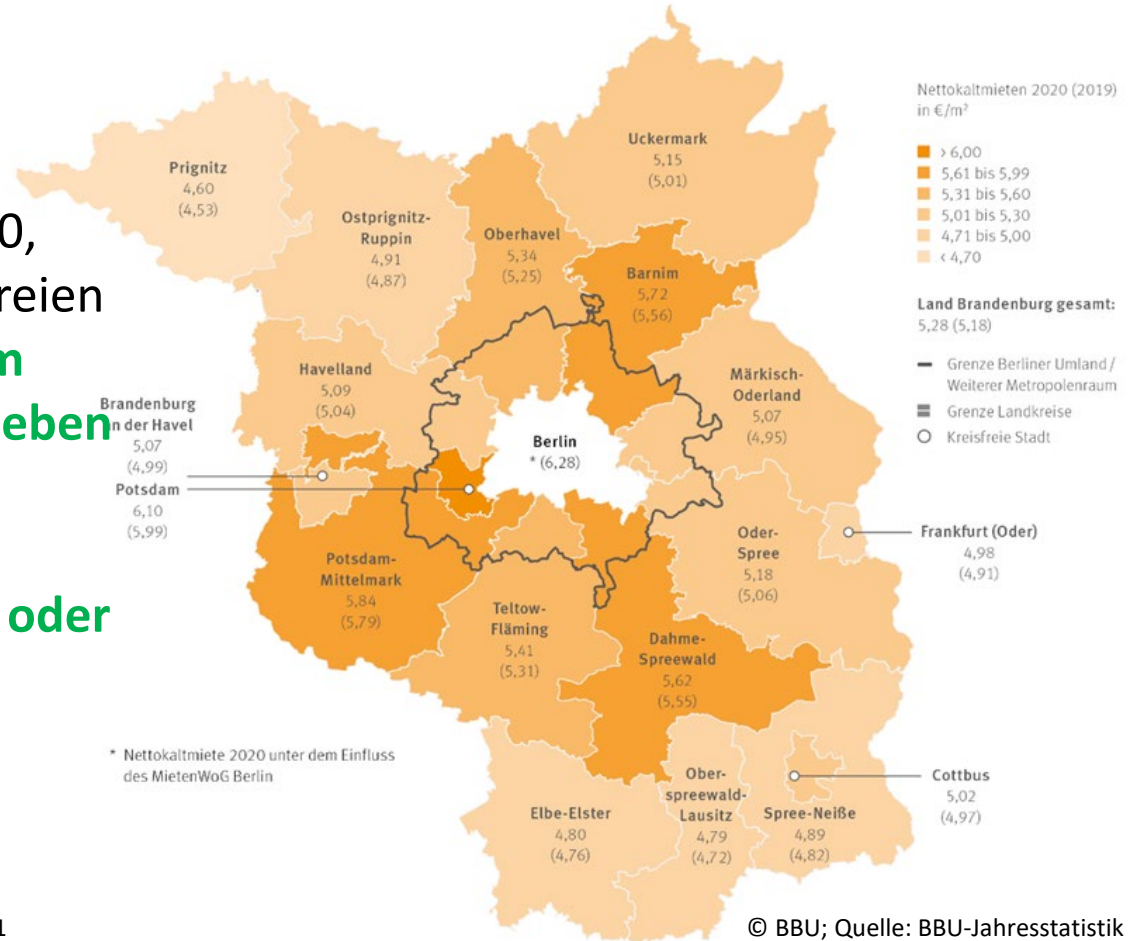 0,
reien
m
eben
oder
Prignitz
4,60
(4,53)
Ostprignitz-
Ruppin
4,91
(4,87)
Oberhavel
5,34
(5,25)
Uckermark
5,15
(5,01)
Barnim
5,72
(5,56)
Havelland
5,09
(5,04)
Märkisch-
Oderland
5,07
(4,95)
Brandenburg
an der Havel
5,07
(4,99)
Potsdam
6,10
(5,99)
Berlin
* (6,28)
Potsdam-
Mittelmark
5,84
(5,79)
Teltow-
Fläming
5,41
(5,31)
Dahme-
Spreewald
5,62
(5,55)
Oder-
Spree
5,18
(5,06)
Frankfurt (Oder)
4,98
(4,91)
Elbe-Elster
4,80
(4,76)
Ober-
spreewald-
Lausitz
4,79
(4,72)
Spree-Neiße
4,89
(4,82)
Cottbus
5,02
(4,97)
Nettokaltmieten 2020 (2019)
in €/m²
> 6,00
5,61 bis 5,99
5,31 bis 5,60
5,01 bis 5,30
4,71 bis 5,00
< 4,70
Land Brandenburg gesamt:
5,28 (5,18)
Grenze Berliner Umland /
Weiterer Metropolenraum
Grenze Landkreise
Kreisfreie Stadt
* Nettokaltmiete 2020 unter dem Einfluss
des MietenWoG Berlin
1
© BBU; Quelle: BBU-Jahresstatistik